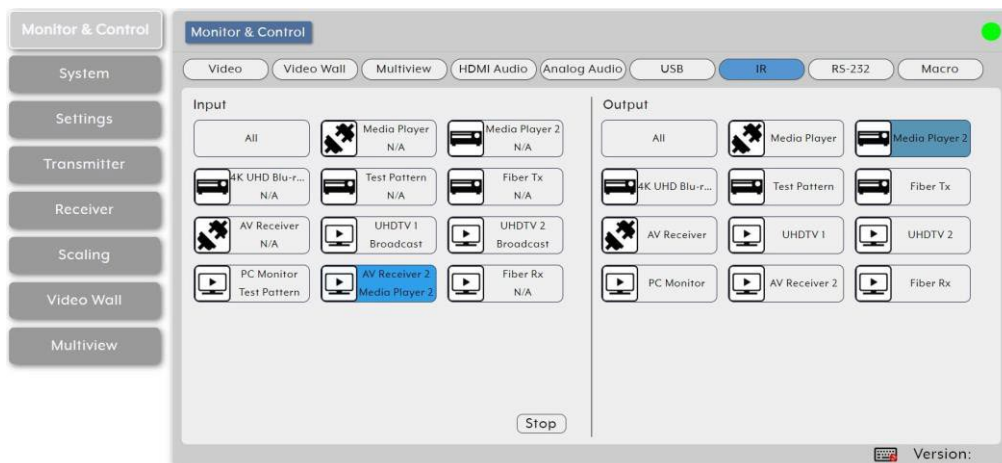 Monitor & Control
System
Settings
Transmitter
Receiver
Scaling
Video Wall
Multiview
Monitor & Control
Video
Video Wall
Multiview
HDMI Audio
Analog Audio
USB
IR
RS-232
Macro
Input
All
Media Player
N/A
Media Player 2
N/A
4K UHD Blu-r...
N/A
Test Pattern
N/A
Fiber Tx
N/A
AV Receiver
N/A
UHDTV 1
Broadcast
UHDTV 2
Broadcast
PC Monitor
Test Pattern
AV Receiver 2
Media Player 2
Fiber Rx
N/A
Stop
Output
All
Media Player
Media Player 2
4K UHD Blu-r...
Test Pattern
Fiber Tx
AV Receiver
UHDTV 1
UHDTV 2
PC Monitor
AV Receiver 2
Fiber Rx
Version: